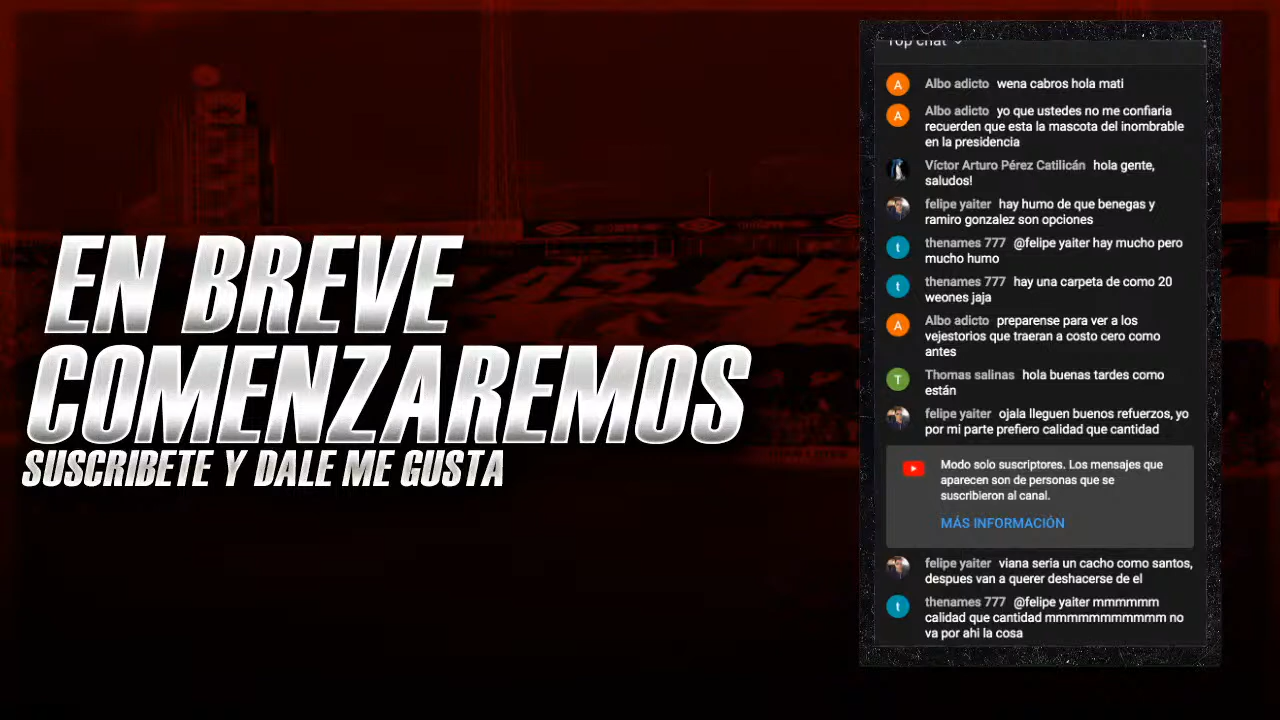 EN BREVE
COMENZAREMOS
SUSCRIBETE Y DALE ME GUSTA
Top chat
Albo adicto wena cabros hola mati
Albo adicto yo que ustedes no me confiaria
recuerden que esta la mascota del inombrable
en la presidencia
Víctor Arturo Pérez Catilicán hola gente,
saludos!
felipe yaiter hay humo de que benegas y
ramiro gonzalez son opciones
thenames 777 @felipe yaiter hay mucho pero
mucho humo
thenames 777 hay una carpeta de como 20
weones jaja
Albo adicto preparense para ver a los
vejestorios que traeran a costo cero como
antes
Thomas salinas hola buenas tardes como
están
felipe yaiter ojala lleguen buenos refuerzos, yo
por mi parte prefiero calidad que cantidad
Modo solo suscriptores. Los mensajes que
aparecen son de personas que se
suscribieron al canal.
MÁS INFORMACIÓN
felipe yaiter viana seria un cacho como santos,
despues van a querer deshacerse de el
thenames 777 @felipe yaiter mmmmmm
calidad que cantidad mmmmmmmmmmm no
va por ahi la cosa